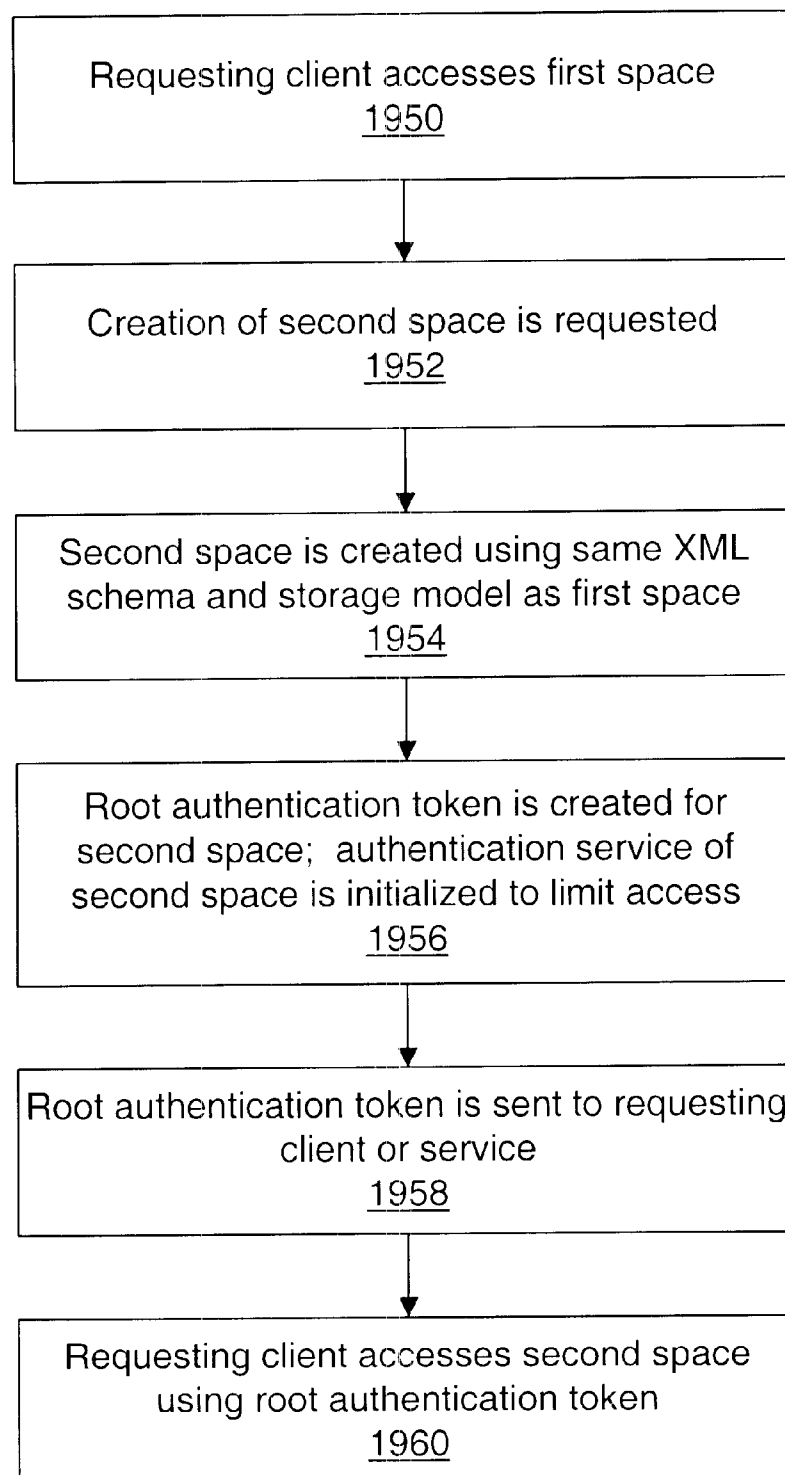 Requesting client accesses first space
1950
Creation of second space is requested
1952
Second space is created using same XML
schema and storage model as first space
1954
Root authentication token is created for
second space; authentication service of
second space is initialized to limit access
1956
Root authentication token is sent to requesting
client or service
1958
Requesting client accesses second space
using root authentication token
1960